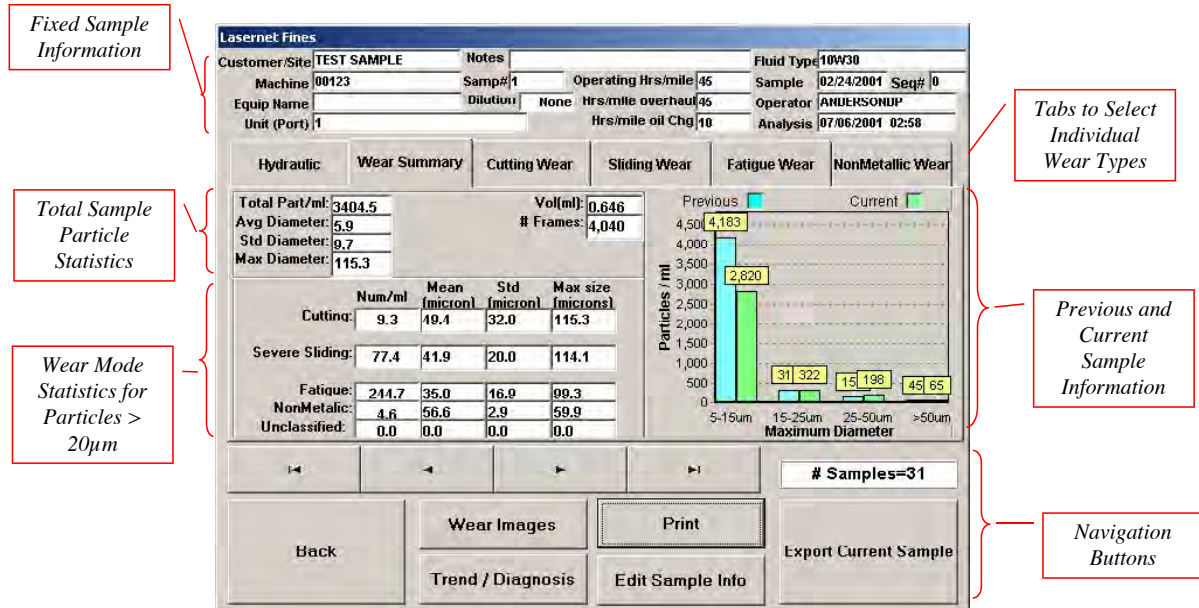 Fixed Sample
Information
Total Sample
Particle
Statistics
Wear Mode
Statistics for
Particles >
20µm
Lasernet Fines
Customer/Site TEST SAMPLE Notes Fluid Type 10W30
Machine 00123 Samp# 1 Operating Hrs/mile 45 Sample 02/24/2001 Seq# 0
Equip Name Dilution None Hrs/mile overhaul 45 Operator ANDERSONDP
Unit (Port) 1 Hrs/mile oil Chg 10 Analysis 07/06/2001 02:58
Hydraulic Wear Summary Cutting Wear Sliding Wear Fatigue Wear NonMetallic Wear
Total Part/ml: 3404.5 Vol(ml): 0.646
Avg Diameter: 5.9 # Frames: 4,040
Std Diameter: 9.7
Max Diameter: 115.3
Num/ml Mean (micron) Std (micron) Max size (microns)
Cutting: 9.3 49.4 32.0 115.3
Severe Sliding: 77.4 41.9 20.0 114.1
Fatigue: 244.7 35.0 16.9 99.3
NonMetalic: 4.6 56.6 2.9 59.9
Unclassified: 0.0 0.0 0.0 0.0
Previous Current
Particles / ml
4,500
4,000
3,500
3,000
2,500
2,000
1,500
1,000
500
0
4,183 2,820 31 322 15 198 45 65
5-15um 15-25um 25-50um >50um
Maximum Diameter
# Samples=31
Back
Wear Images
Print
Export Current Sample
Trend / Diagnosis
Edit Sample Info
Tabs to Select
Individual
Wear Types
Previous and
Current
Sample
Information
Navigation
Buttons